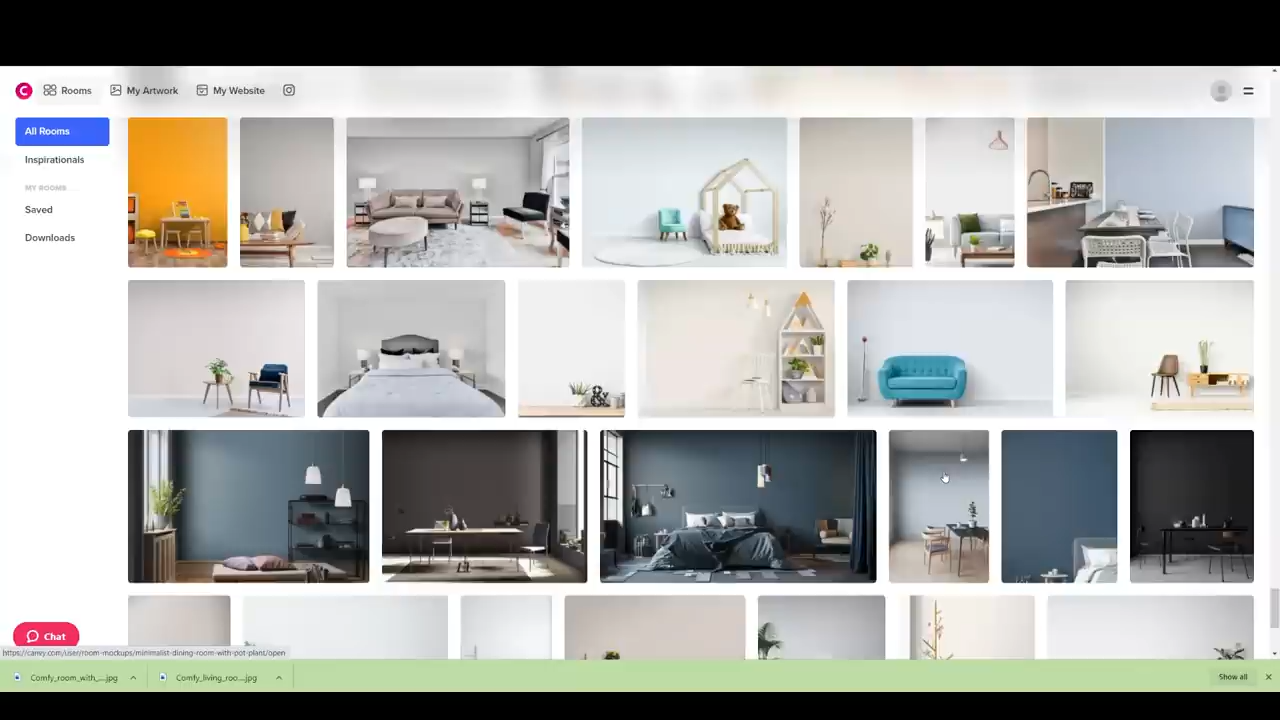 C Rooms My Artwork My Website
All Rooms
Inspirationals
MY ROOMS
Saved
Downloads
&
Chat
https://canvy.com/user/room-mockups/minimalist-dining-room-with-pot-plant/open
Comfy_room_with_....jpg Comfy_living_roo....jpg Show all